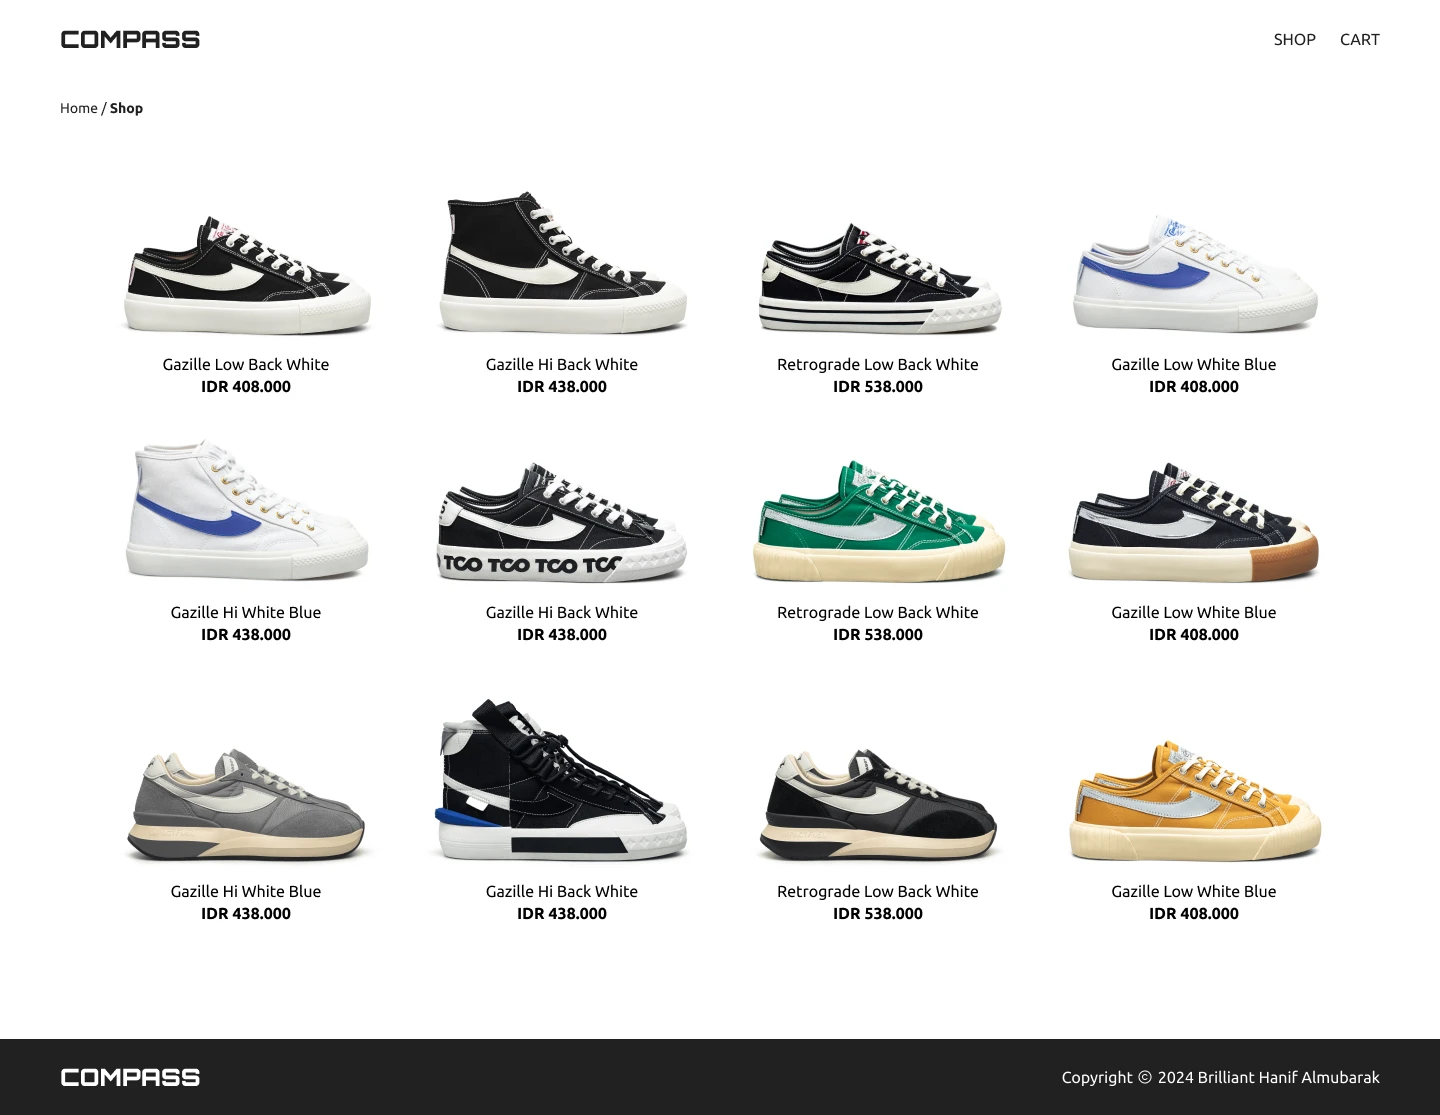 COMPASS
SHOP CART
Home / Shop
Gazille Low Back White
IDR 408.000
Gazille Hi Back White
IDR 438.000
Retrograde Low Back White
IDR 538.000
Gazille Low White Blue
IDR 408.000
TCO TCO TCO TCC
Gazille Hi White Blue
IDR 438.000
Gazille Hi Back White
IDR 438.000
Retrograde Low Back White
IDR 538.000
Gazille Low White Blue
IDR 408.000
Gazille Hi White Blue
IDR 438.000
Gazille Hi Back White
IDR 438.000
Retrograde Low Back White
IDR 538.000
Gazille Low White Blue
IDR 408.000
COMPASS
Copyright © 2024 Brilliant Hanif Almubarak